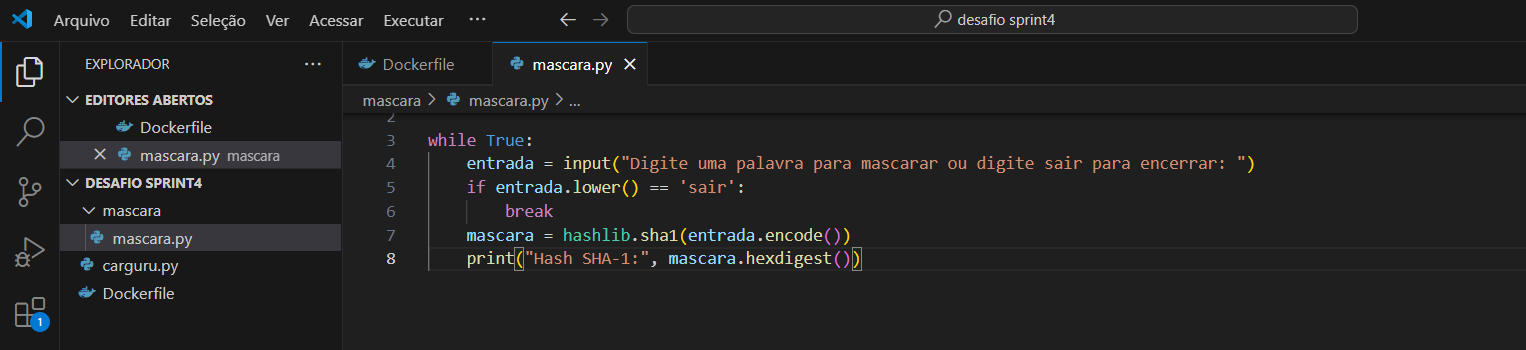 Arquivo Editar Seleção Ver Acessar Executar ··· desafio sprint4
EXPLORADOR ···
EDITORES ABERTOS
Dockerfile
mascara.py mascara
DESAFIO SPRINT4
mascara
mascara.py
carguru.py
Dockerfile
1
Dockerfile mascara.py
mascara > mascara.py > ...
2
3 while True:
4 entrada = input("Digite uma palavra para mascarar ou digite sair para encerrar: ")
5 if entrada.lower() == 'sair':
6 break
7 mascara = hashlib.sha1(entrada.encode())
8 print("Hash SHA-1:", mascara.hexdigest())